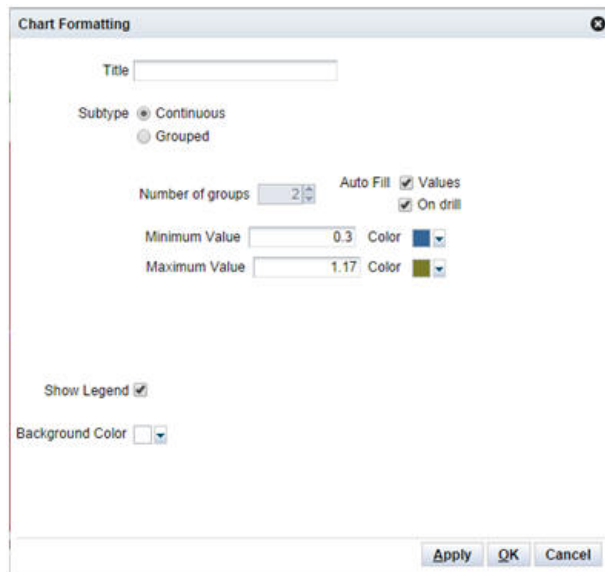 Chart Formatting
Title
Subtype Continuous
Grouped
Number of groups 2 Auto Fill Values
On drill
Minimum Value 0.3 Color
Maximum Value 1.17 Color
Show Legend
Background Color
Apply OK Cancel